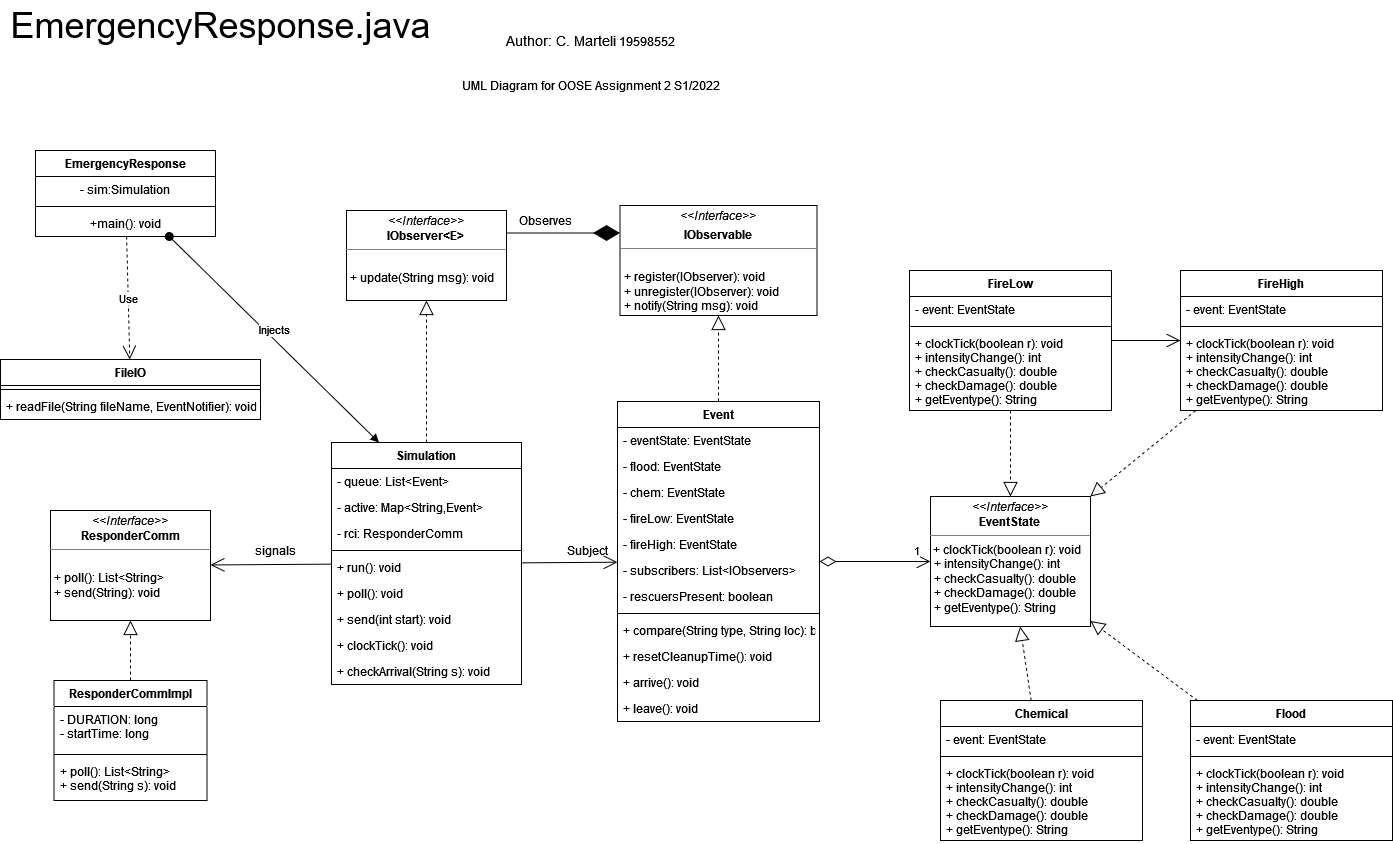 EmergencyResponse.java
Author: C. Marteli 19598552
UML Diagram for OOSE Assignment 2 S1/2022
EmergencyResponse
- sim:Simulation
+main(): void
Use
Injects
FileIO
+ readFile(String fileName, EventNotifier): void
<<Interface>>
IObserver<E>
+ update(String msg): void
Observes
<<Interface>>
IObservable
+ register(IObserver): void
+ unregister(IObserver): void
+ notify(String msg): void
Simulation
- queue: List<Event>
- active: Map<String,Event>
- rci: ResponderComm
+ run(): void
+ poll(): void
+ send(int start): void
+ clockTick(): void
+ checkArrival(String s): void
signals
<<Interface>>
ResponderComm
+ poll(): List<String>
+ send(String): void
ResponderCommImpl
- DURATION: long
- startTime: long
+ poll(): List<String>
+ send(String s): void
Subject
Event
- eventState: EventState
- flood: EventState
- chem: EventState
- fireLow: EventState
- fireHigh: EventState
- subscribers: List<IObservers>
- rescuersPresent: boolean
+ compare(String type, String loc): b
+ resetCleanupTime(): void
+ arrive(): void
+ leave(): void
1
FireLow
- event: EventState
+ clockTick(boolean r): void
+ intensityChange(): int
+ checkCasualty(): double
+ checkDamage(): double
+ getEventype(): String
FireHigh
- event: EventState
+ clockTick(boolean r): void
+ intensityChange(): int
+ checkCasualty(): double
+ checkDamage(): double
+ getEventype(): String
<<Interface>>
EventState
+ clockTick(boolean r): void
+ intensityChange(): int
+ checkCasualty(): double
+ checkDamage(): double
+ getEventype(): String
Chemical
- event: EventState
+ clockTick(boolean r): void
+ intensityChange(): int
+ checkCasualty(): double
+ checkDamage(): double
+ getEventype(): String
Flood
- event: EventState
+ clockTick(boolean r): void
+ intensityChange(): int
+ checkCasualty(): double
+ checkDamage(): double
+ getEventype(): String